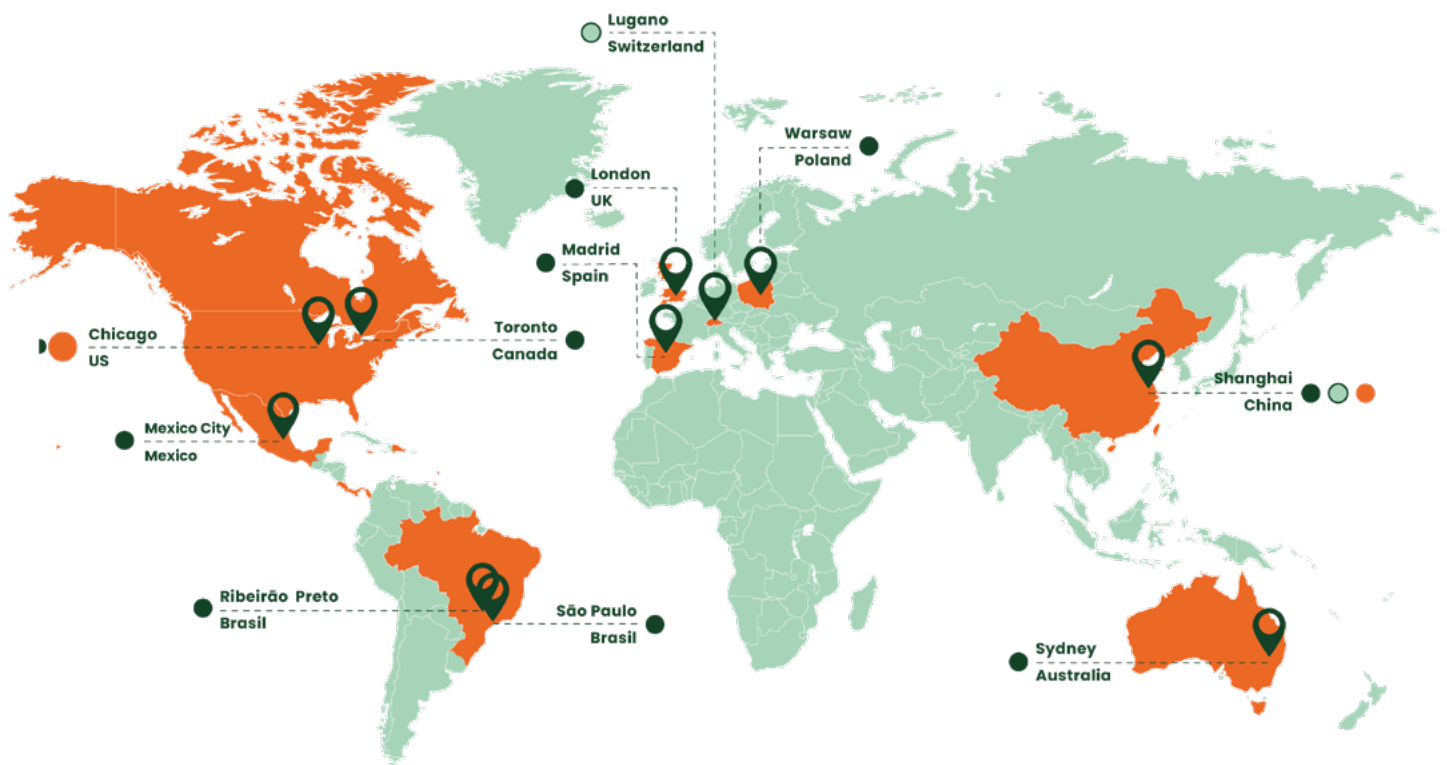 Lugano
Switzerland
Warsaw
Poland
London
UK
Madrid
Spain
Chicago
US
Toronto
Canada
Shanghai
China
Mexico City
Mexico
Ribeirão Preto
Brasil
São Paulo
Brasil
Sydney
Australia